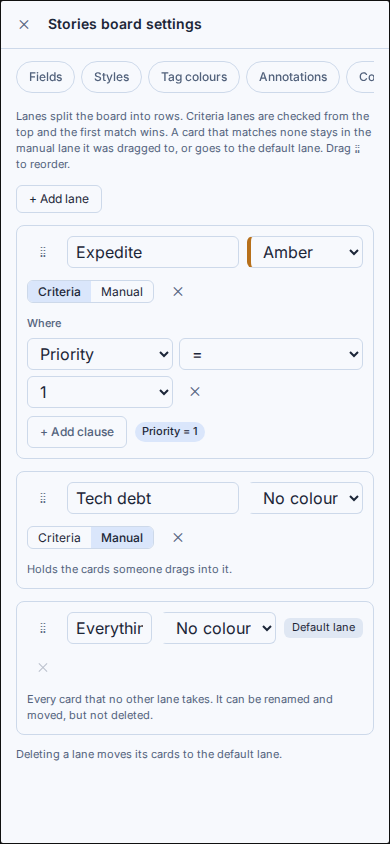 Stories board settings
Fields
Styles
Tag colours
Annotations
Co
Lanes split the board into rows. Criteria lanes are checked from the
top and the first match wins. A card that matches none stays in the
manual lane it was dragged to, or goes to the default lane. Drag ⠿
to reorder.
+ Add lane
Expedite
Amber
Criteria
Manual
Where
Priority
=
1
+ Add clause
Priority = 1
Tech debt
No colour
Criteria
Manual
Holds the cards someone drags into it.
Everythin
No colour
Default lane
Every card that no other lane takes. It can be renamed and
moved, but not deleted.
Deleting a lane moves its cards to the default lane.